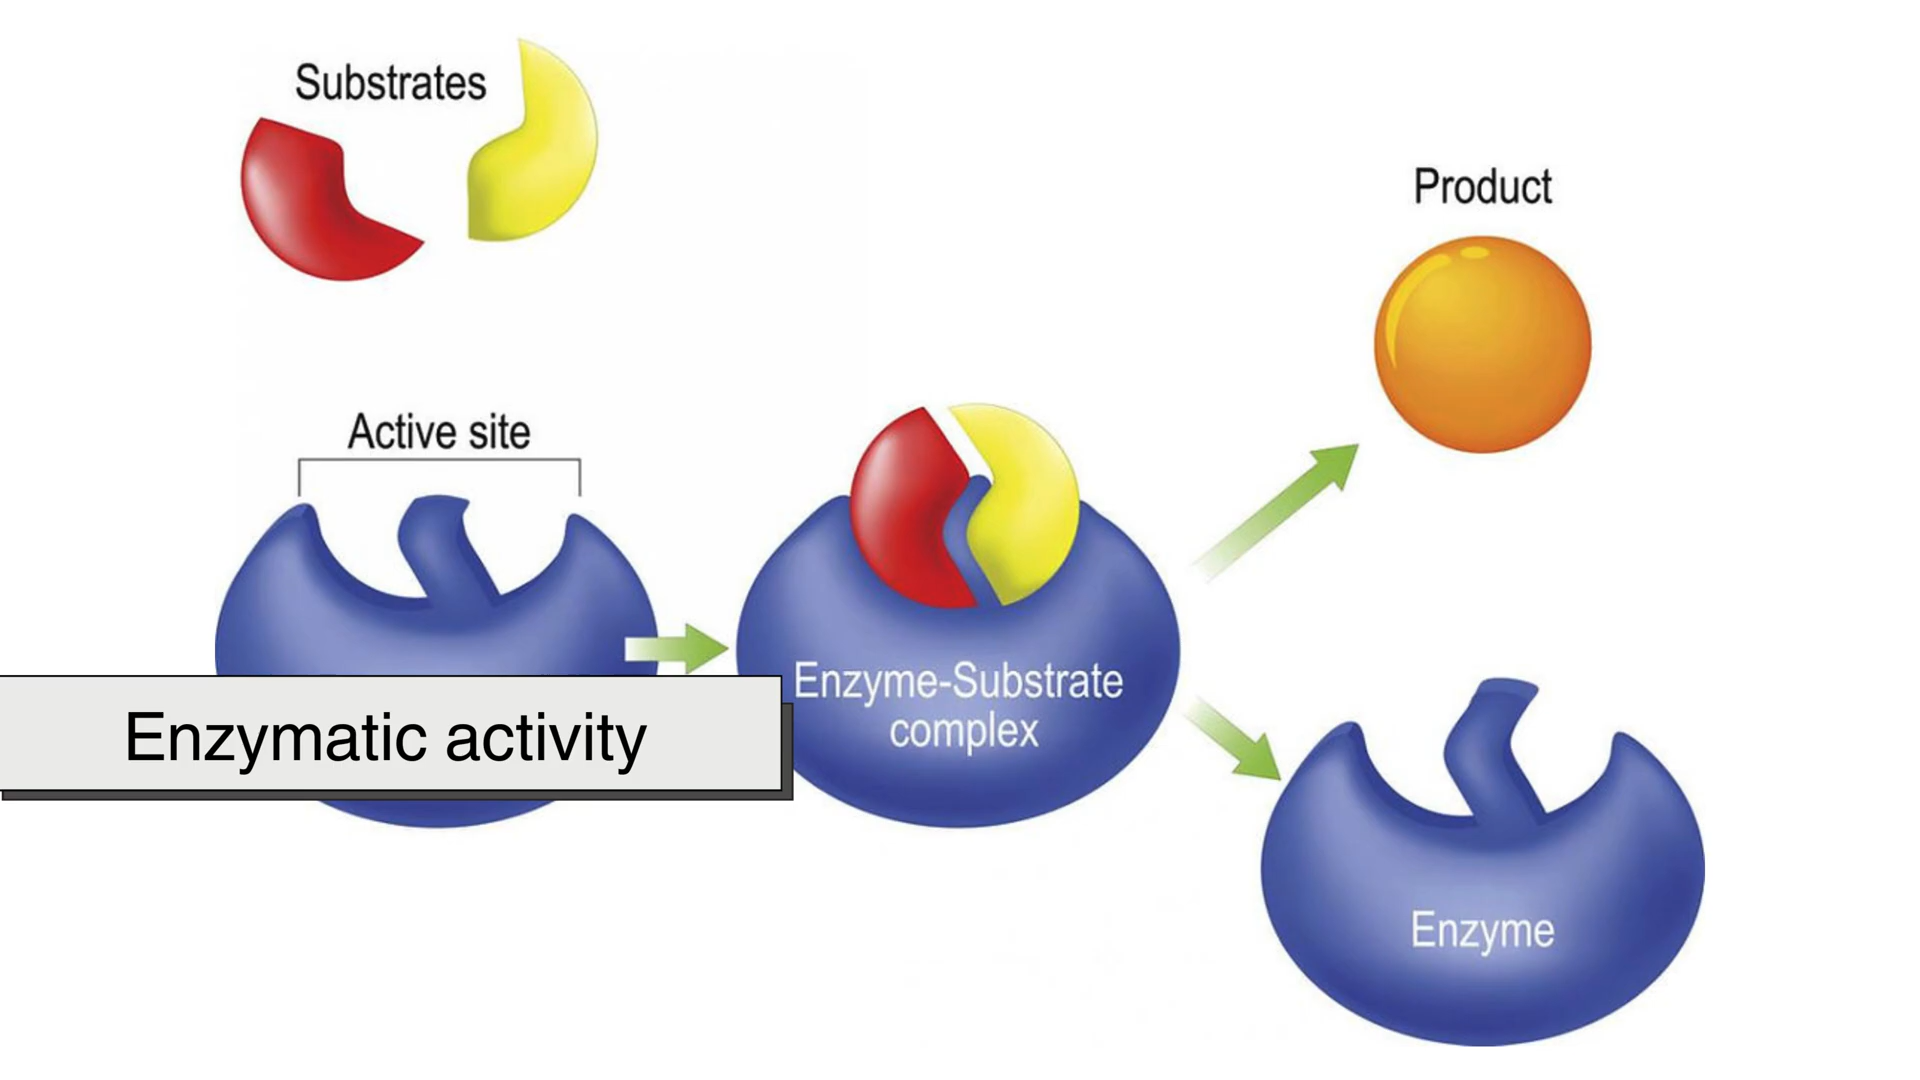 Substrates
Product
Active site
Enzyme-Substrate
complex
Enzymatic activity
Enzyme